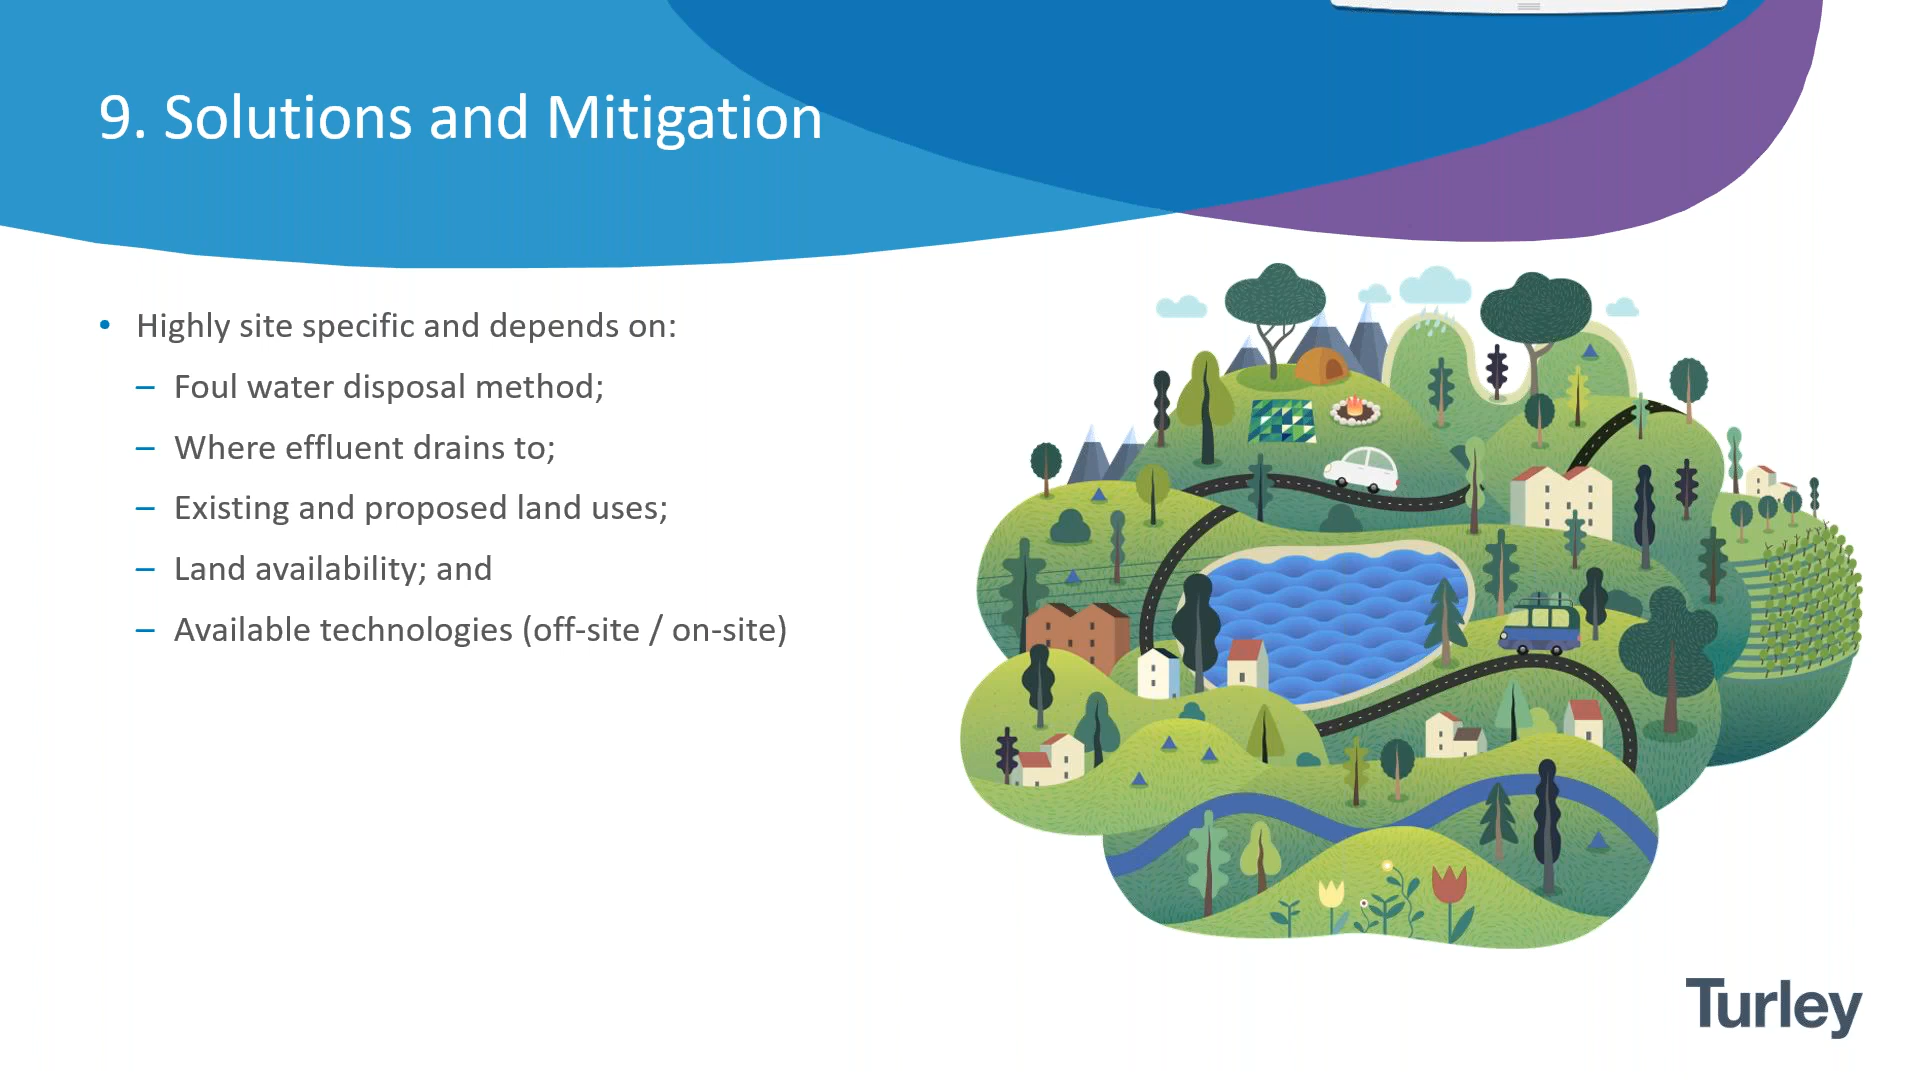 9. Solutions and Mitigation
• Highly site specific and depends on:
– Foul water disposal method;
– Where effluent drains to;
– Existing and proposed land uses;
– Land availability; and
– Available technologies (off-site / on-site)
Turley